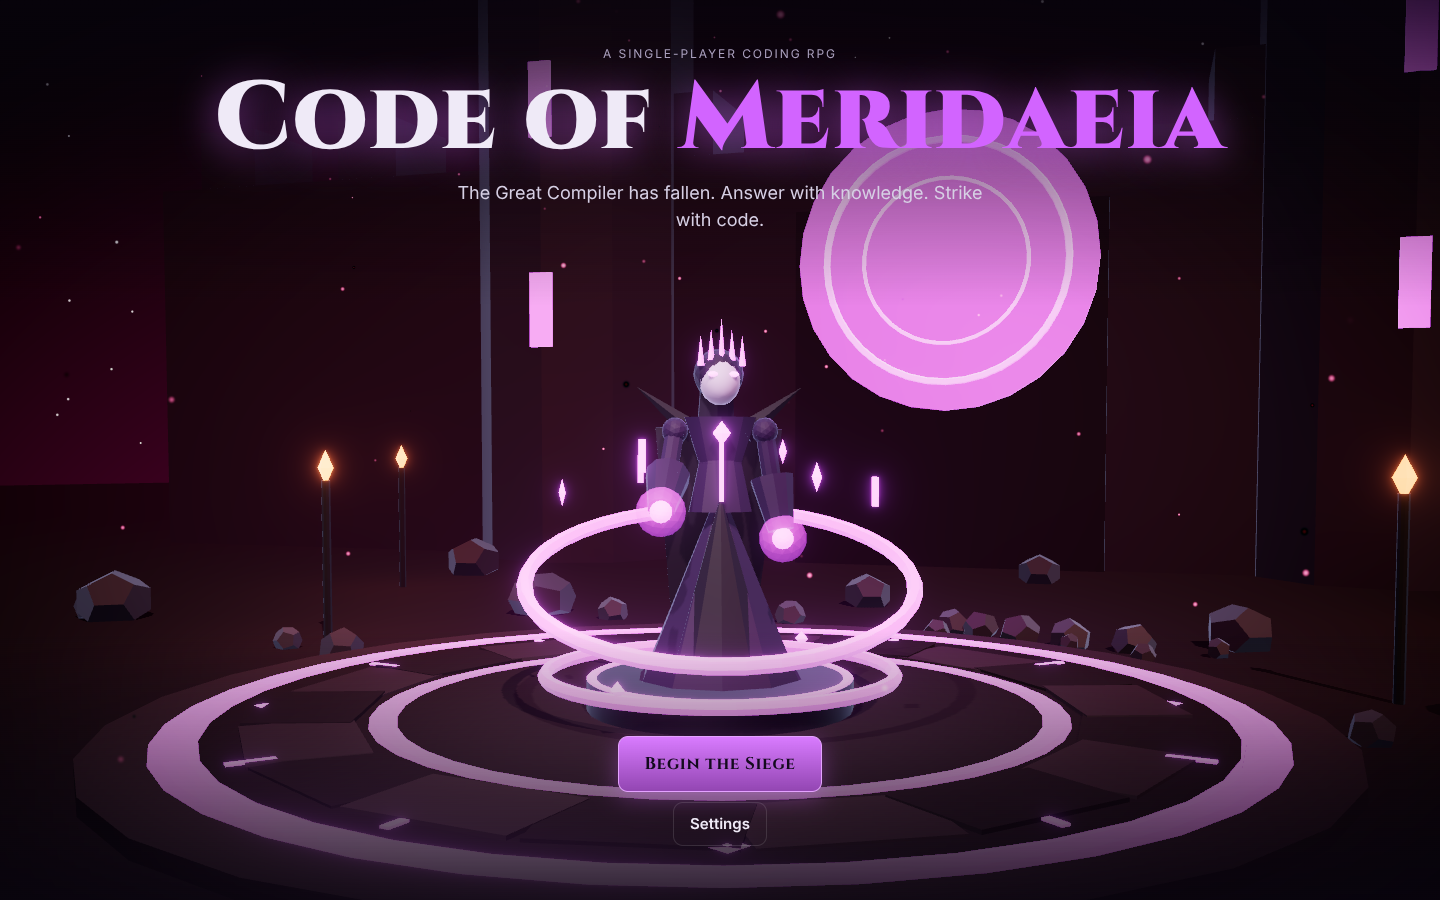 A SINGLE-PLAYER CODING RPG
CODE OF MERIDAEIA
The Great Compiler has fallen. Answer with knowledge. Strike
with code.
BEGIN THE SIEGE
Settings